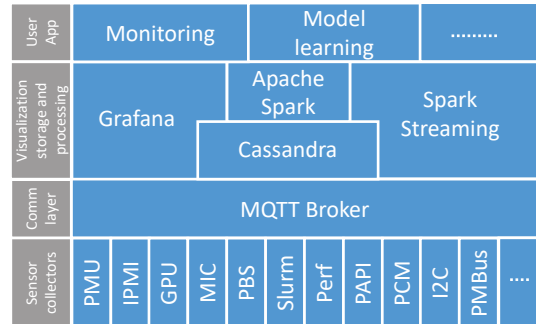 User
App
Monitoring
Model
learning
.........
Visualization
storage and
processing
Grafana
Apache
Spark
Spark
Streaming
Cassandra
Comm
layer
MQTT Broker
Sensor
collectors
PMU
IPMI
GPU
MIC
PBS
Slurm
Perf
PAPI
PCM
I2C
PMBus
....